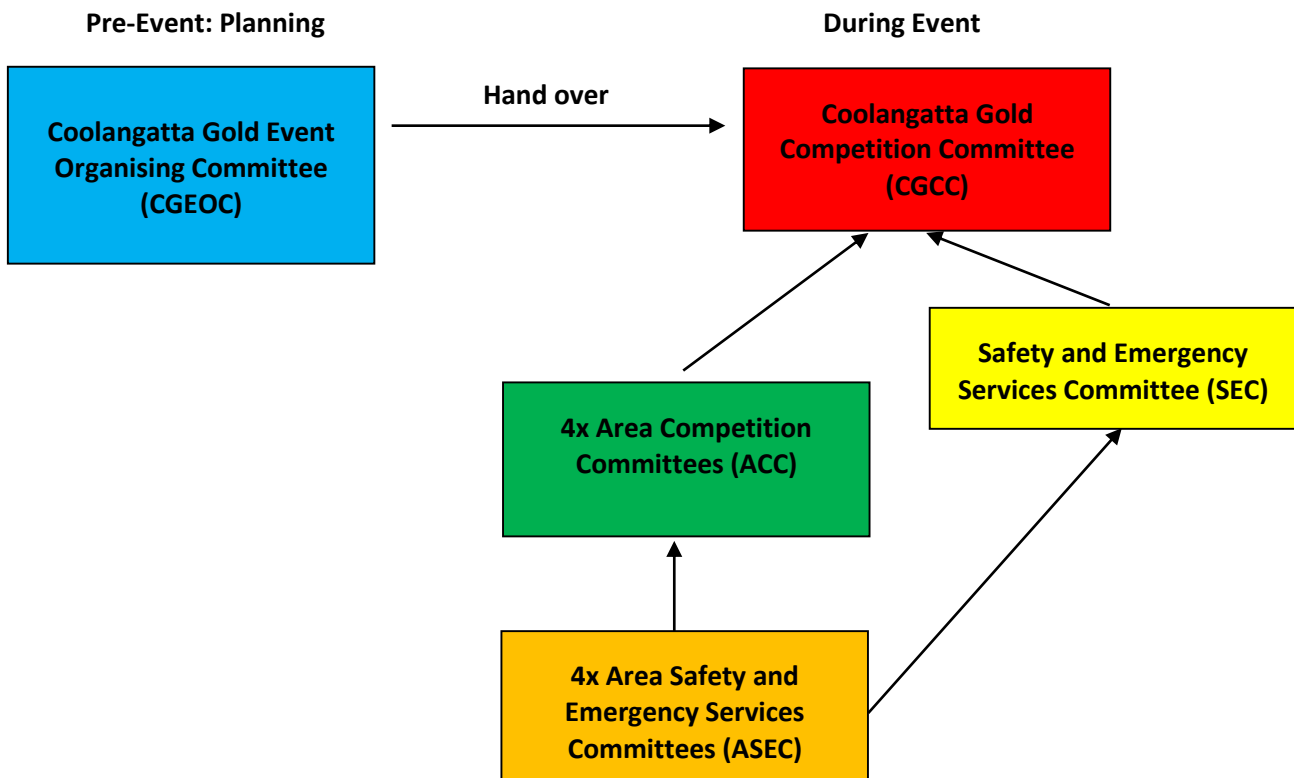 Pre-Event: Planning
During Event
Coolangatta Gold Event
Organising Committee
(CGEOC)
Hand over
Coolangatta Gold
Competition Committee
(CGCC)
Safety and Emergency
Services Committee (SEC)
4x Area Competition
Committees (ACC)
4x Area Safety and
Emergency Services
Committees (ASEC)